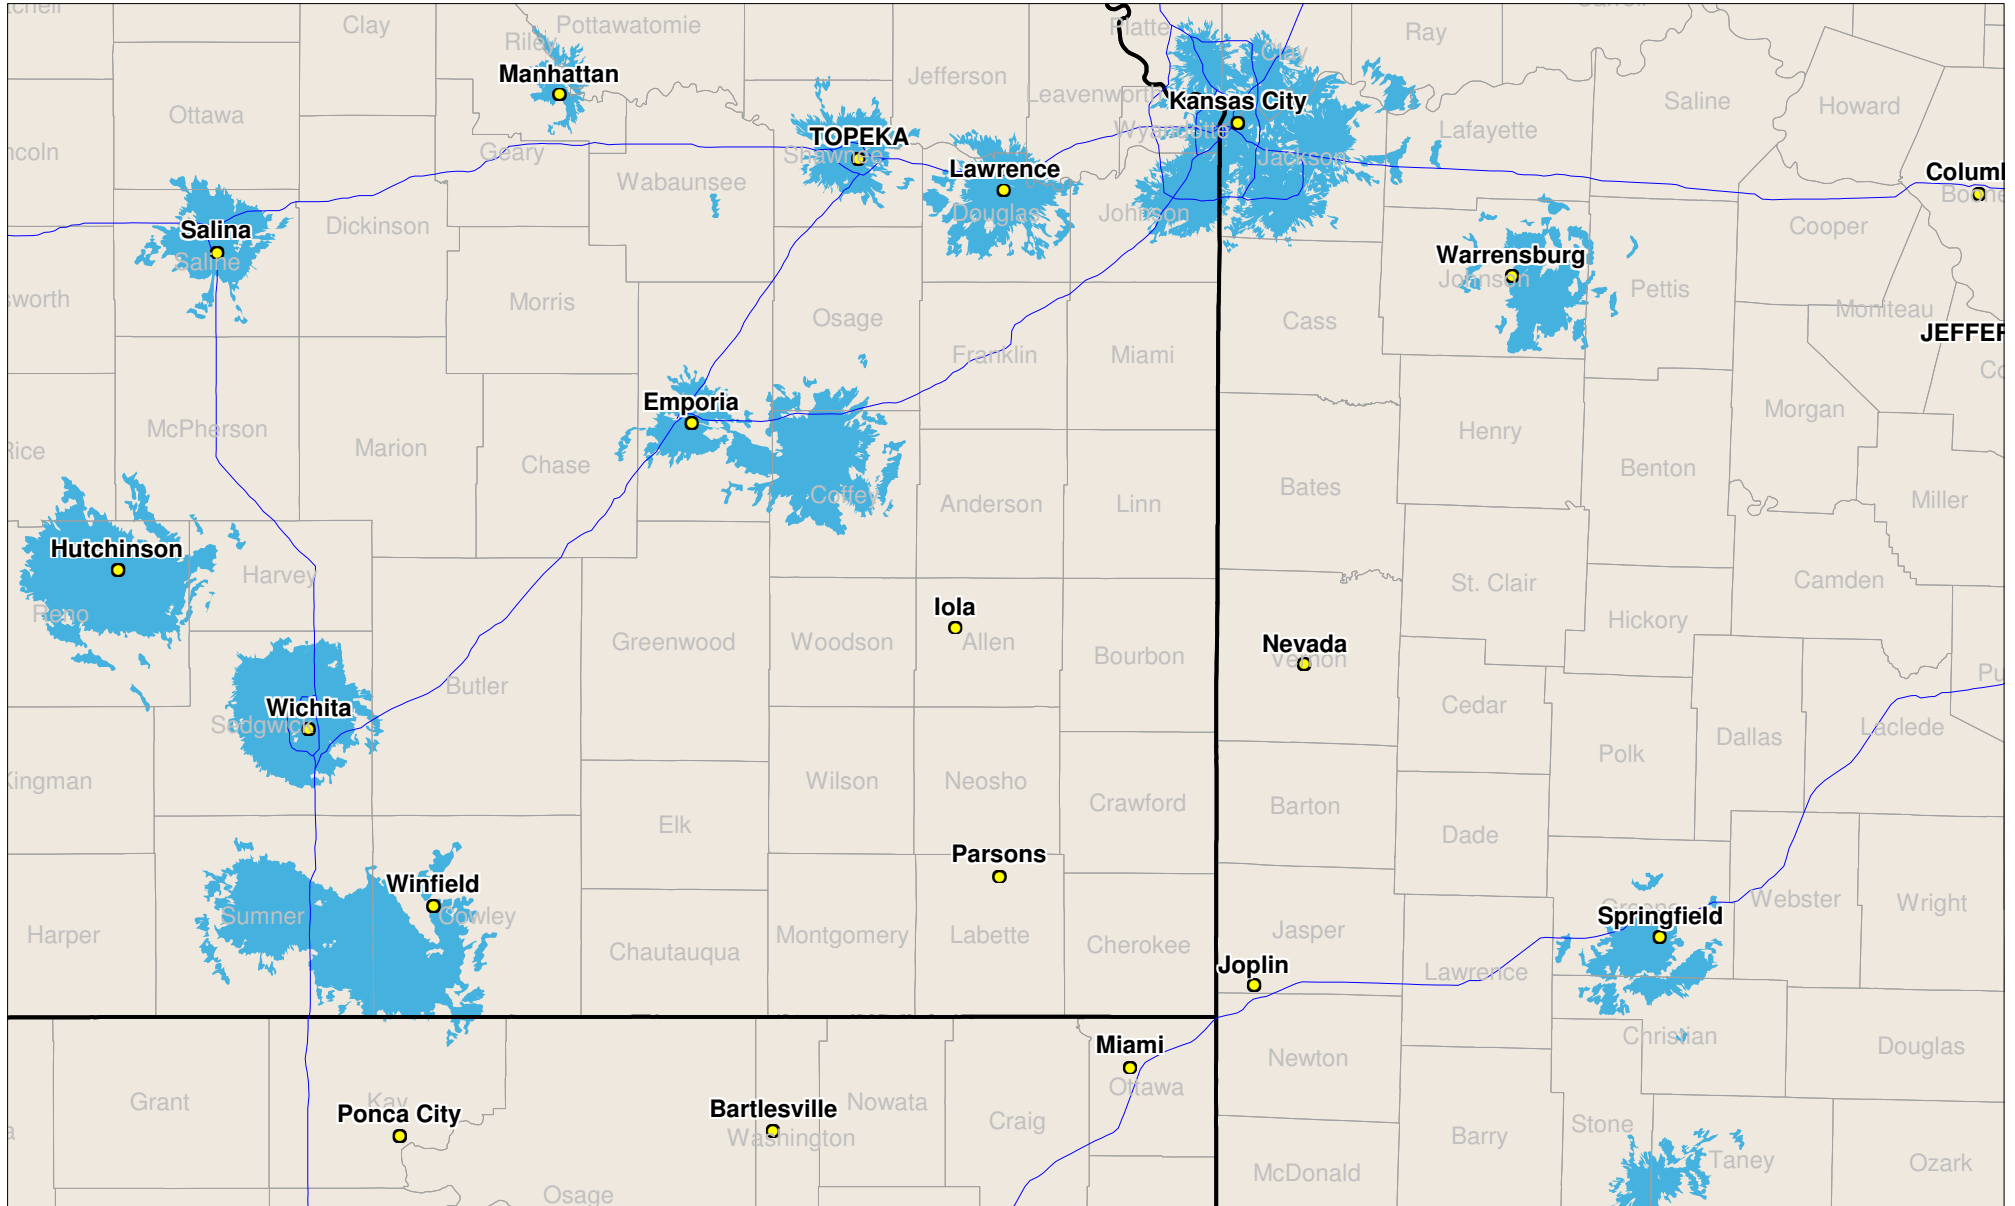 Clay
Pottawatomie
Riley
Platte
Clay
Ray
Manhattan
Jefferson
Leavenworth
Kansas City
Saline
Howard
Ottawa
TOPEKA
Wyandotte
Lafayette
Geary
Shawnee
Jackson
Lawrence
Wabaunsee
Columb
Dickinson
Douglas
Johnson
Cooper
Salina
Saline
Warrensburg
Johnson
Pettis
Morris
Osage
Cass
Moniteau
JEFFER
Franklin
Miami
Emporia
Morgan
McPherson
Marion
Chase
Henry
Rice
Benton
Coffey
Anderson
Linn
Bates
Miller
Hutchinson
Harvey
Reno
St. Clair
Camden
Iola
Hickory
Greenwood
Woodson
Allen
Bourbon
Nevada
Vernon
Butler
Wichita
Sedgwick
Cedar
Polk
Dallas
Laclede
Kingman
Wilson
Neosho
Crawford
Barton
Elk
Dade
Parsons
Winfield
Sumner
Cowley
Webster
Wright
Greene
Springfield
Harper
Chautauqua
Montgomery
Labette
Cherokee
Jasper
Joplin
Lawrence
Miami
Ottawa
Newton
Christian
Douglas
Grant
Kay
Ponca City
Bartlesville
Washington
Nowata
Craig
Barry
Stone
Taney
Ozark
McDonald
Osage